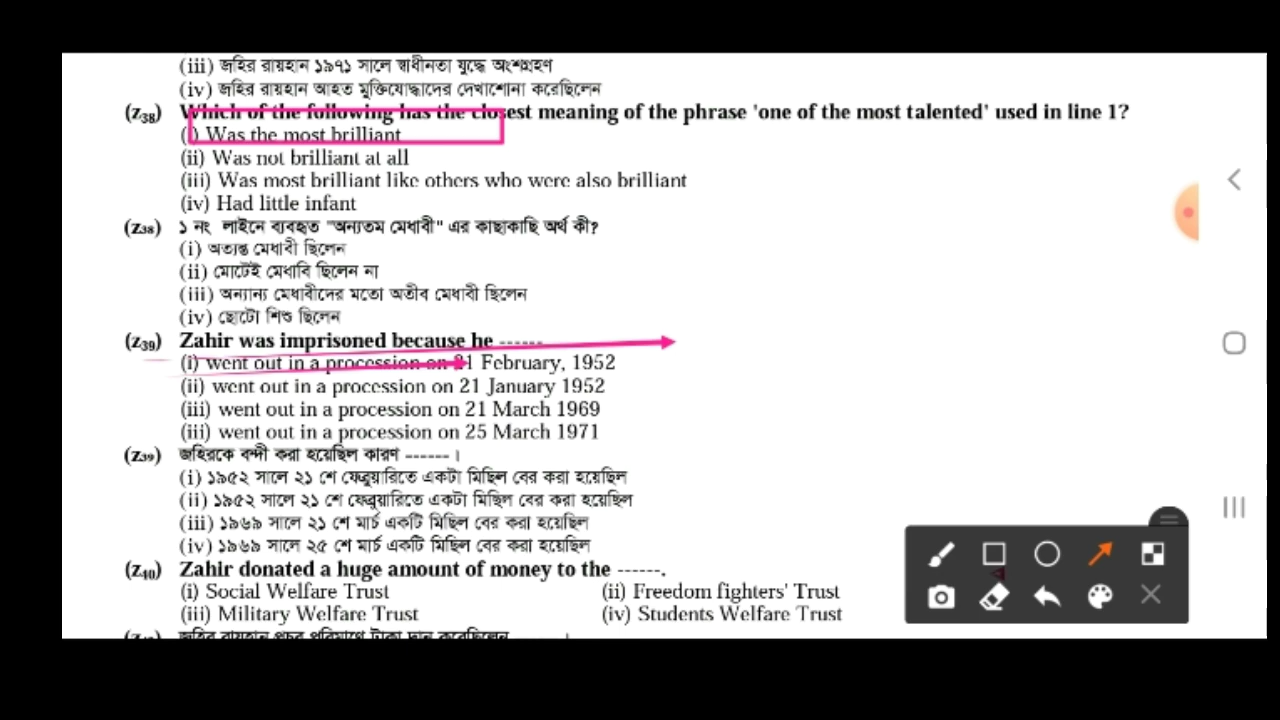 (iii) জহির রায়হান ১৯৭১ সালে স্বাধীনতা যুদ্ধে অংশগ্রহণ
(iv) জহির রায়হান আহত মুক্তিযোদ্ধাদের দেখাশোনা করেছিলেন
(z38) Which of the following has the closest meaning of the phrase 'one of the most talented' used in line 1?
(i) Was the most brilliant
(ii) Was not brilliant at all
(iii) Was most brilliant like others who were also brilliant
(iv) Had little infant
(z৩৮) ১ নং লাইনে ব্যবহৃত "অন্যতম মেধাবী" এর কাছাকাছি অর্থ কী?
(i) অত্যন্ত মেধাবী ছিলেন
(ii) মোটেই মেধাবি ছিলেন না
(iii) অন্যান্য মেধাবীদের মতো অতীব মেধাবী ছিলেন
(iv) ছোটো শিশু ছিলেন
(z39) Zahir was imprisoned because he ------
(i) went out in a procession on 21 February, 1952
(ii) went out in a procession on 21 January 1952
(iii) went out in a procession on 21 March 1969
(iii) went out in a procession on 25 March 1971
(z৩৯) জহিরকে বন্দী করা হয়েছিল কারণ ------।
(i) ১৯৫২ সালে ২১ শে ফেব্রুয়ারিতে একটা মিছিল বের করা হয়েছিল
(ii) ১৯৫২ সালে ২১ শে ফেব্রুয়ারিতে একটা মিছিল বের করা হয়েছিল
(iii) ১৯৬৯ সালে ২১ শে মার্চ একটি মিছিল বের করা হয়েছিল
(iv) ১৯৬৯ সালে ২৫ শে মার্চ একটি মিছিল বের করা হয়েছিল
(z40) Zahir donated a huge amount of money to the ------.
(i) Social Welfare Trust (ii) Freedom fighters' Trust
(iii) Military Welfare Trust (iv) Students Welfare Trust
জহির রায়হান প্রচুর পরিমাণে টাকা দান করেছিলেন